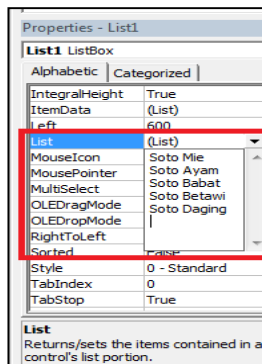 Properties - List1
List1 ListBox
Alphabetic Categorized
IntegralHeight True
ItemData (List)
Left 600
List (List)
MouseIcon Soto Mie
MousePointer Soto Ayam
MultiSelect Soto Babat
OLEDragMode Soto Betawi
OLEDropMode Soto Daging
RightToLeft
Sorted False
Style 0 - Standard
TabIndex 0
TabStop True
List
Returns/sets the items contained in a
control's list portion.